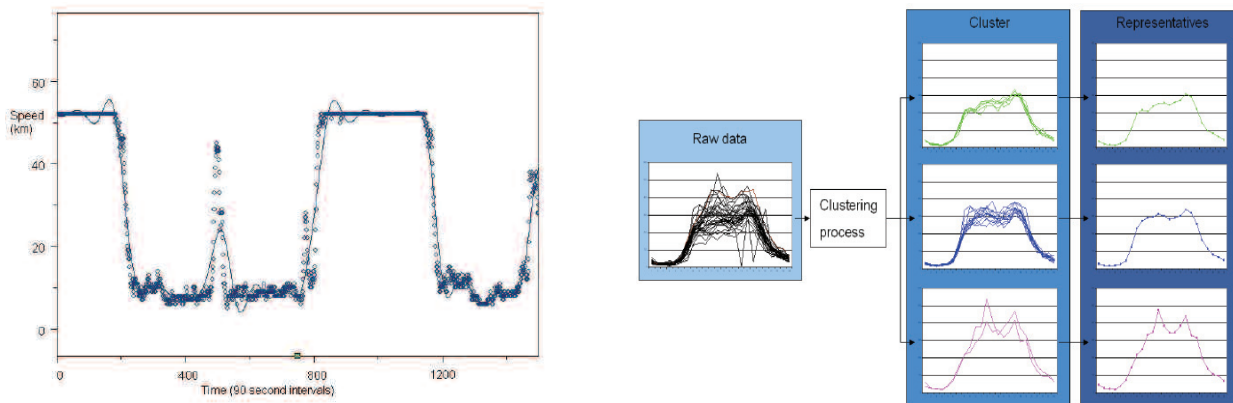 60
Speed
(km)
40
20
0
0
400
800
1200
Time (90 second intervals)
Raw data
Clustering
process
Cluster
Representatives